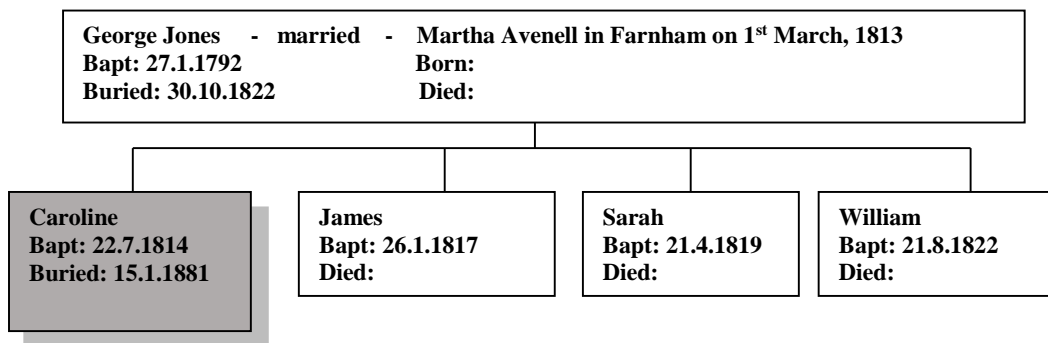 George Jones - married - Martha Avenell in Farnham on 1st March, 1813
Bapt: 27.1.1792 Born:
Buried: 30.10.1822 Died:
Caroline
Bapt: 22.7.1814
Buried: 15.1.1881
James
Bapt: 26.1.1817
Died:
Sarah
Bapt: 21.4.1819
Died:
William
Bapt: 21.8.1822
Died: